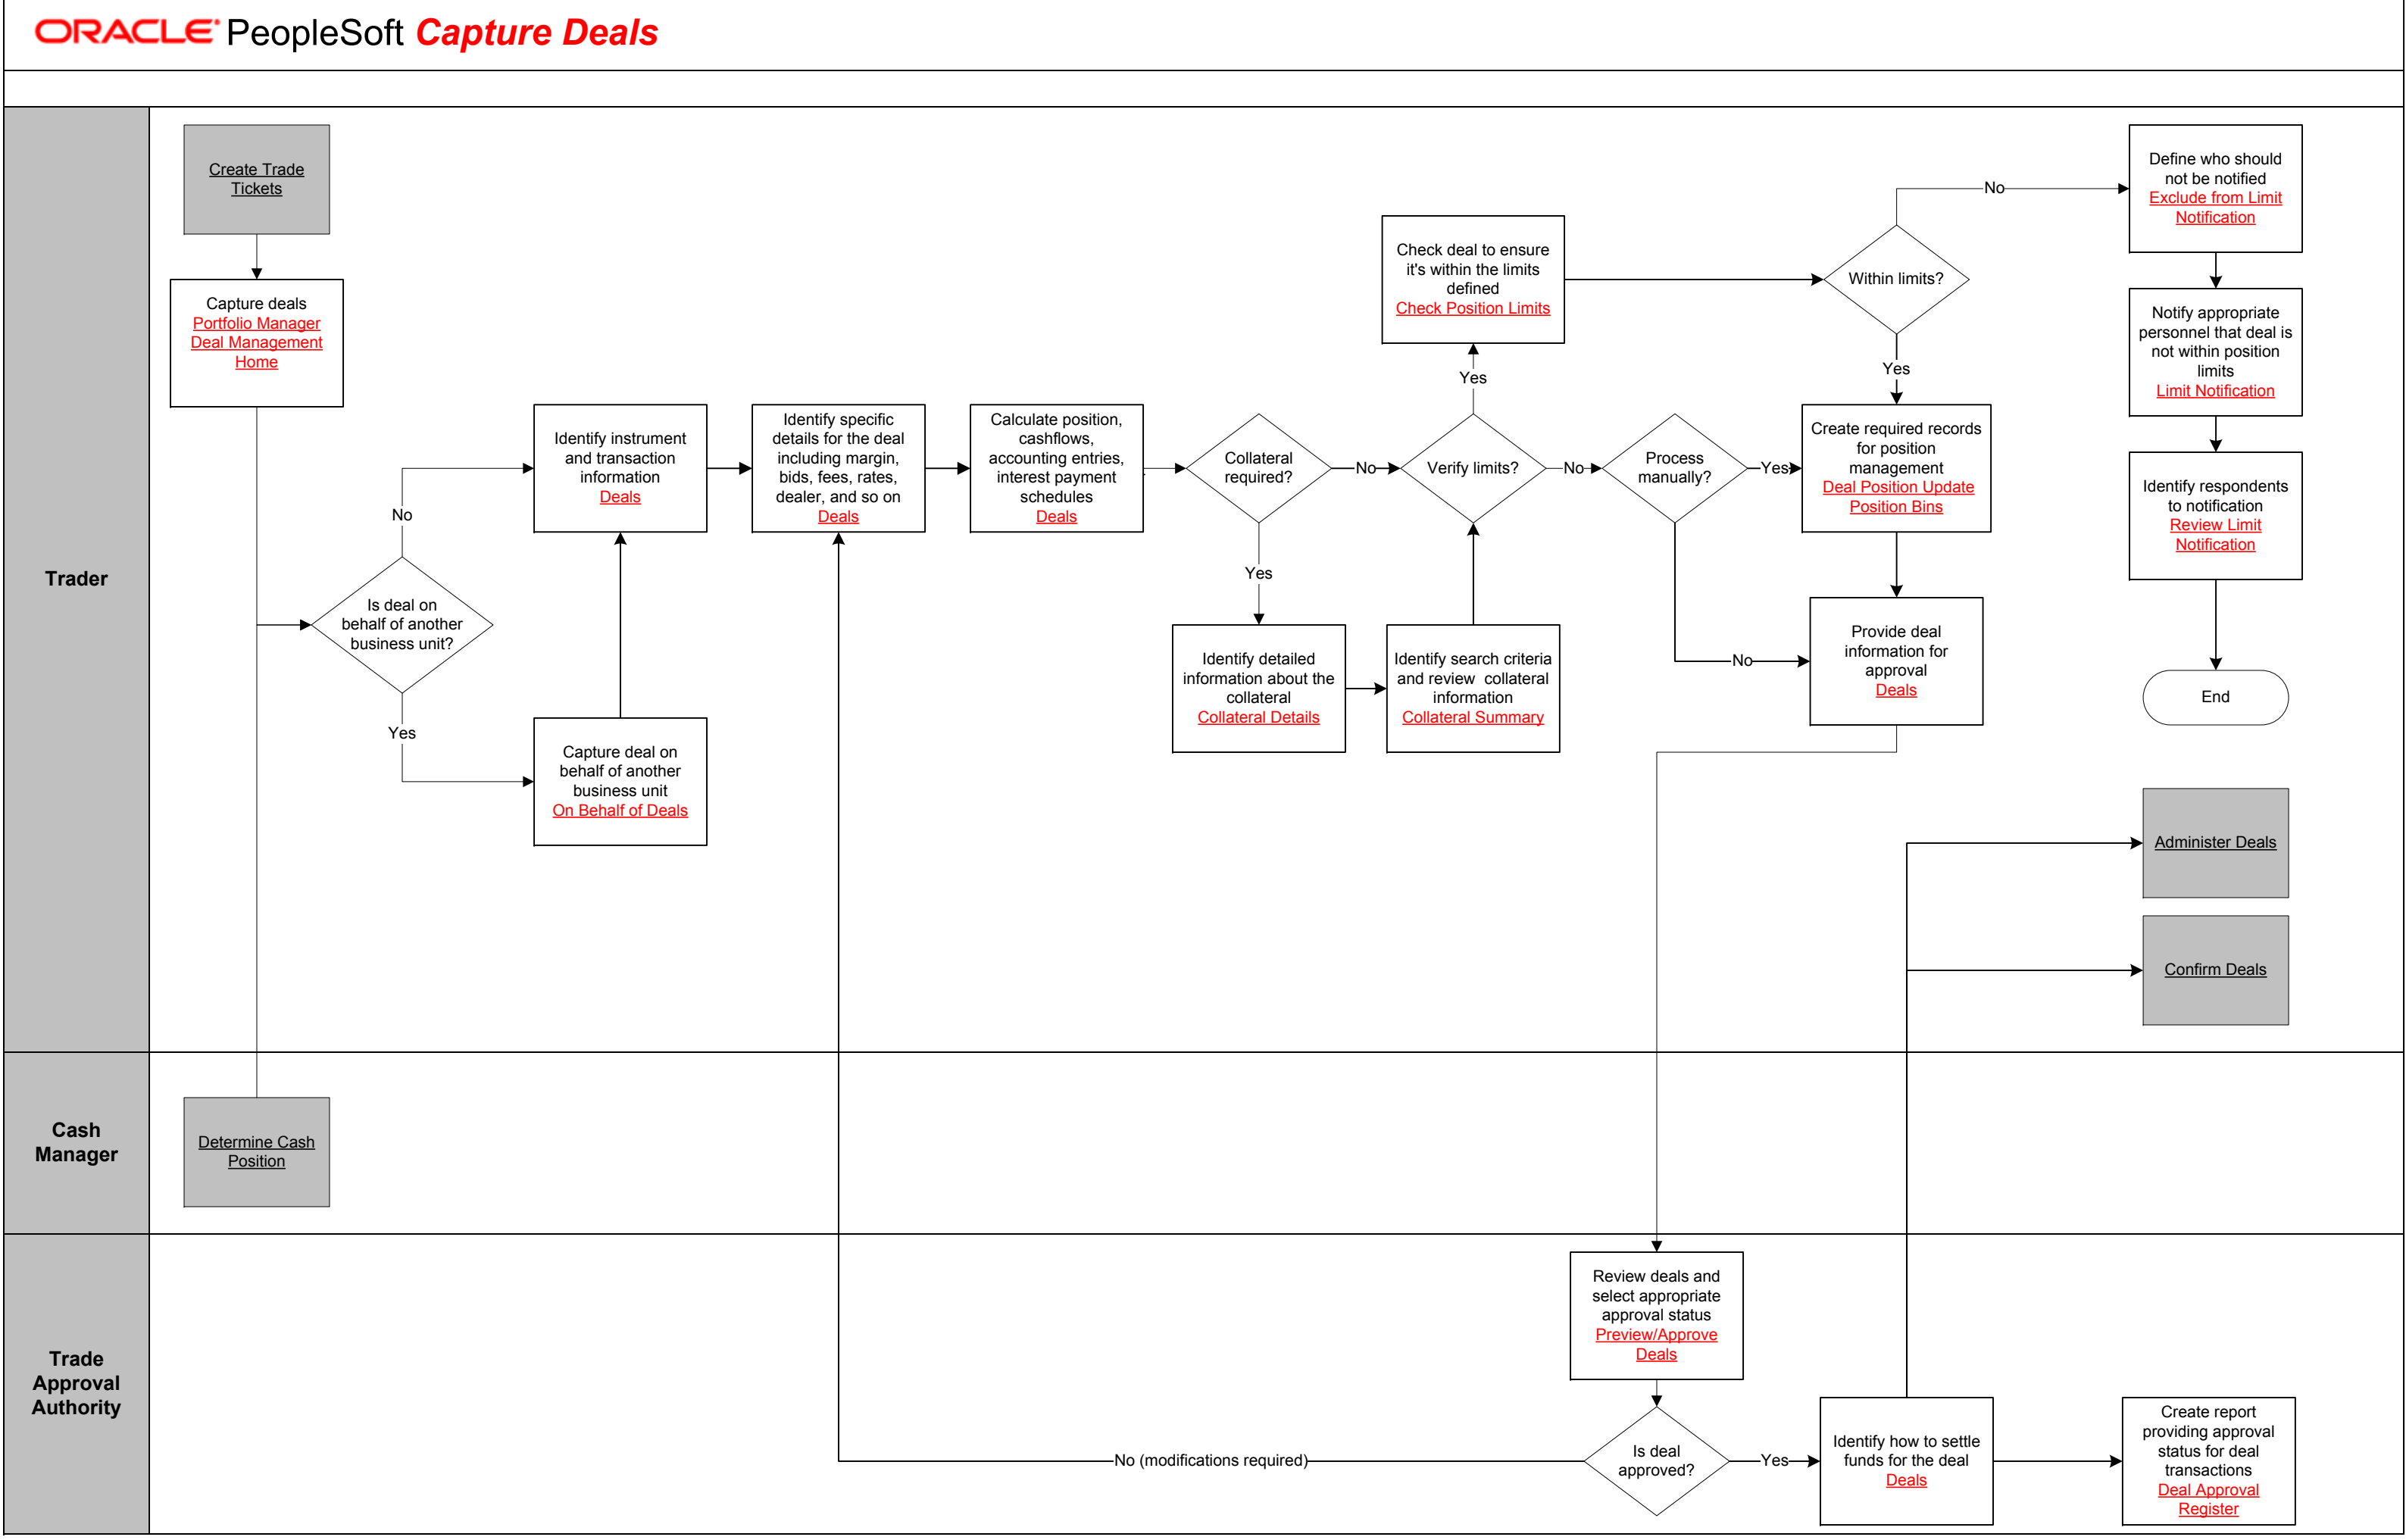 ORACLE PeopleSoft Capture Deals
Trader
Create Trade
Tickets
Capture deals
Portfolio Manager
Deal Management
Home
Is deal on
behalf of another
business unit?
No
Yes
Identify instrument
and transaction
information
Deals
Capture deal on
behalf of another
business unit
On Behalf of Deals
Identify specific
details for the deal
including margin,
bids, fees, rates,
dealer, and so on
Deals
Calculate position,
cashflows,
accounting entries,
interest payment
schedules
Deals
Collateral
required?
No
Yes
Identify detailed
information about the
collateral
Collateral Details
Identify search criteria
and review collateral
information
Collateral Summary
Verify limits?
Yes
No
Check deal to ensure
it's within the limits
defined
Check Position Limits
Process
manually?
Yes
No
Within limits?
No
Yes
Create required records
for position
management
Deal Position Update
Position Bins
Provide deal
information for
approval
Deals
Define who should
not be notified
Exclude from Limit
Notification
Notify appropriate
personnel that deal is
not within position
limits
Limit Notification
Identify respondents
to notification
Review Limit
Notification
End
Administer Deals
Confirm Deals
Cash
Manager
Determine Cash
Position
Trade
Approval
Authority
Review deals and
select appropriate
approval status
Preview/Approve
Deals
Is deal
approved?
No (modifications required)
Yes
Identify how to settle
funds for the deal
Deals
Create report
providing approval
status for deal
transactions
Deal Approval
Register